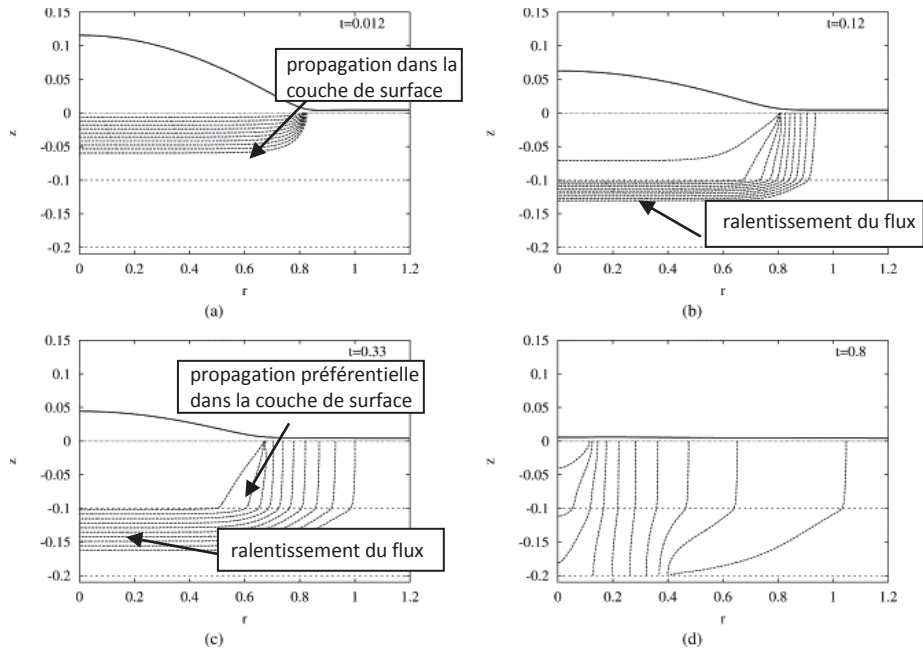 t=0.012
0.15
0.1
0.05
0
-0.05
-0.1
-0.15
-0.2
z
propagation dans la
couche de surface
0 0.2 0.4 0.6 0.8 1 1.2
r
(a)
t=0.12
0.15
0.1
0.05
0
-0.05
-0.1
-0.15
-0.2
z
ralentissement du flux
0 0.2 0.4 0.6 0.8 1 1.2
r
(b)
t=0.33
0.15
0.1
0.05
0
-0.05
-0.1
-0.15
-0.2
z
propagation préférentielle
dans la couche de surface
ralentissement du flux
0 0.2 0.4 0.6 0.8 1 1.2
r
(c)
t=0.8
0.15
0.1
0.05
0
-0.05
-0.1
-0.15
-0.2
z
0 0.2 0.4 0.6 0.8 1 1.2
r
(d)